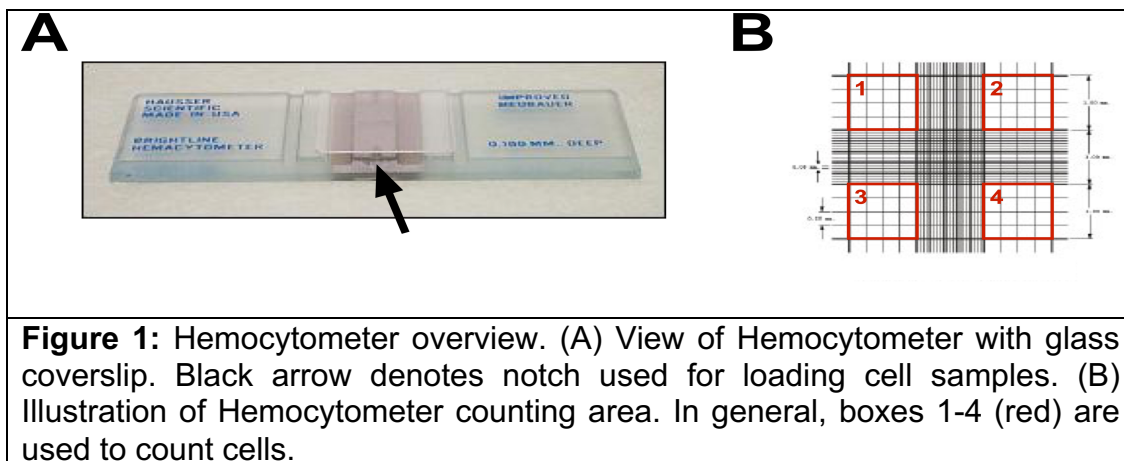 A
B
HAUSSER
SCIENTIFIC
MADE IN USA
BRIGHTLINE
HEMACYTOMETER
IMPROVED
NEUBAUER
0.100 MM. DEEP
1
2
3
4
Figure 1: Hemocytometer overview. (A) View of Hemocytometer with glass
coverslip. Black arrow denotes notch used for loading cell samples. (B)
Illustration of Hemocytometer counting area. In general, boxes 1-4 (red) are
used to count cells.